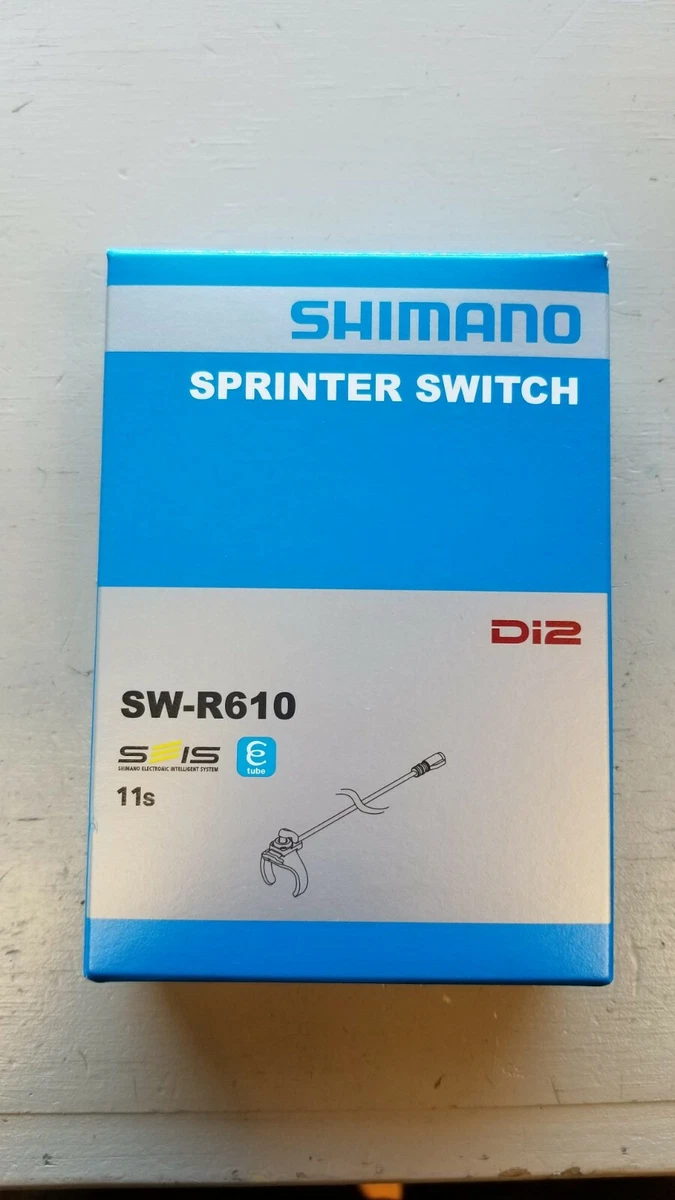 SHIMANO
SPRINTER SWITCH
Di2
SW-R610
SEIS
SHIMANO ELECTRONIC INTELLIGENT SYSTEM
e tube
11s